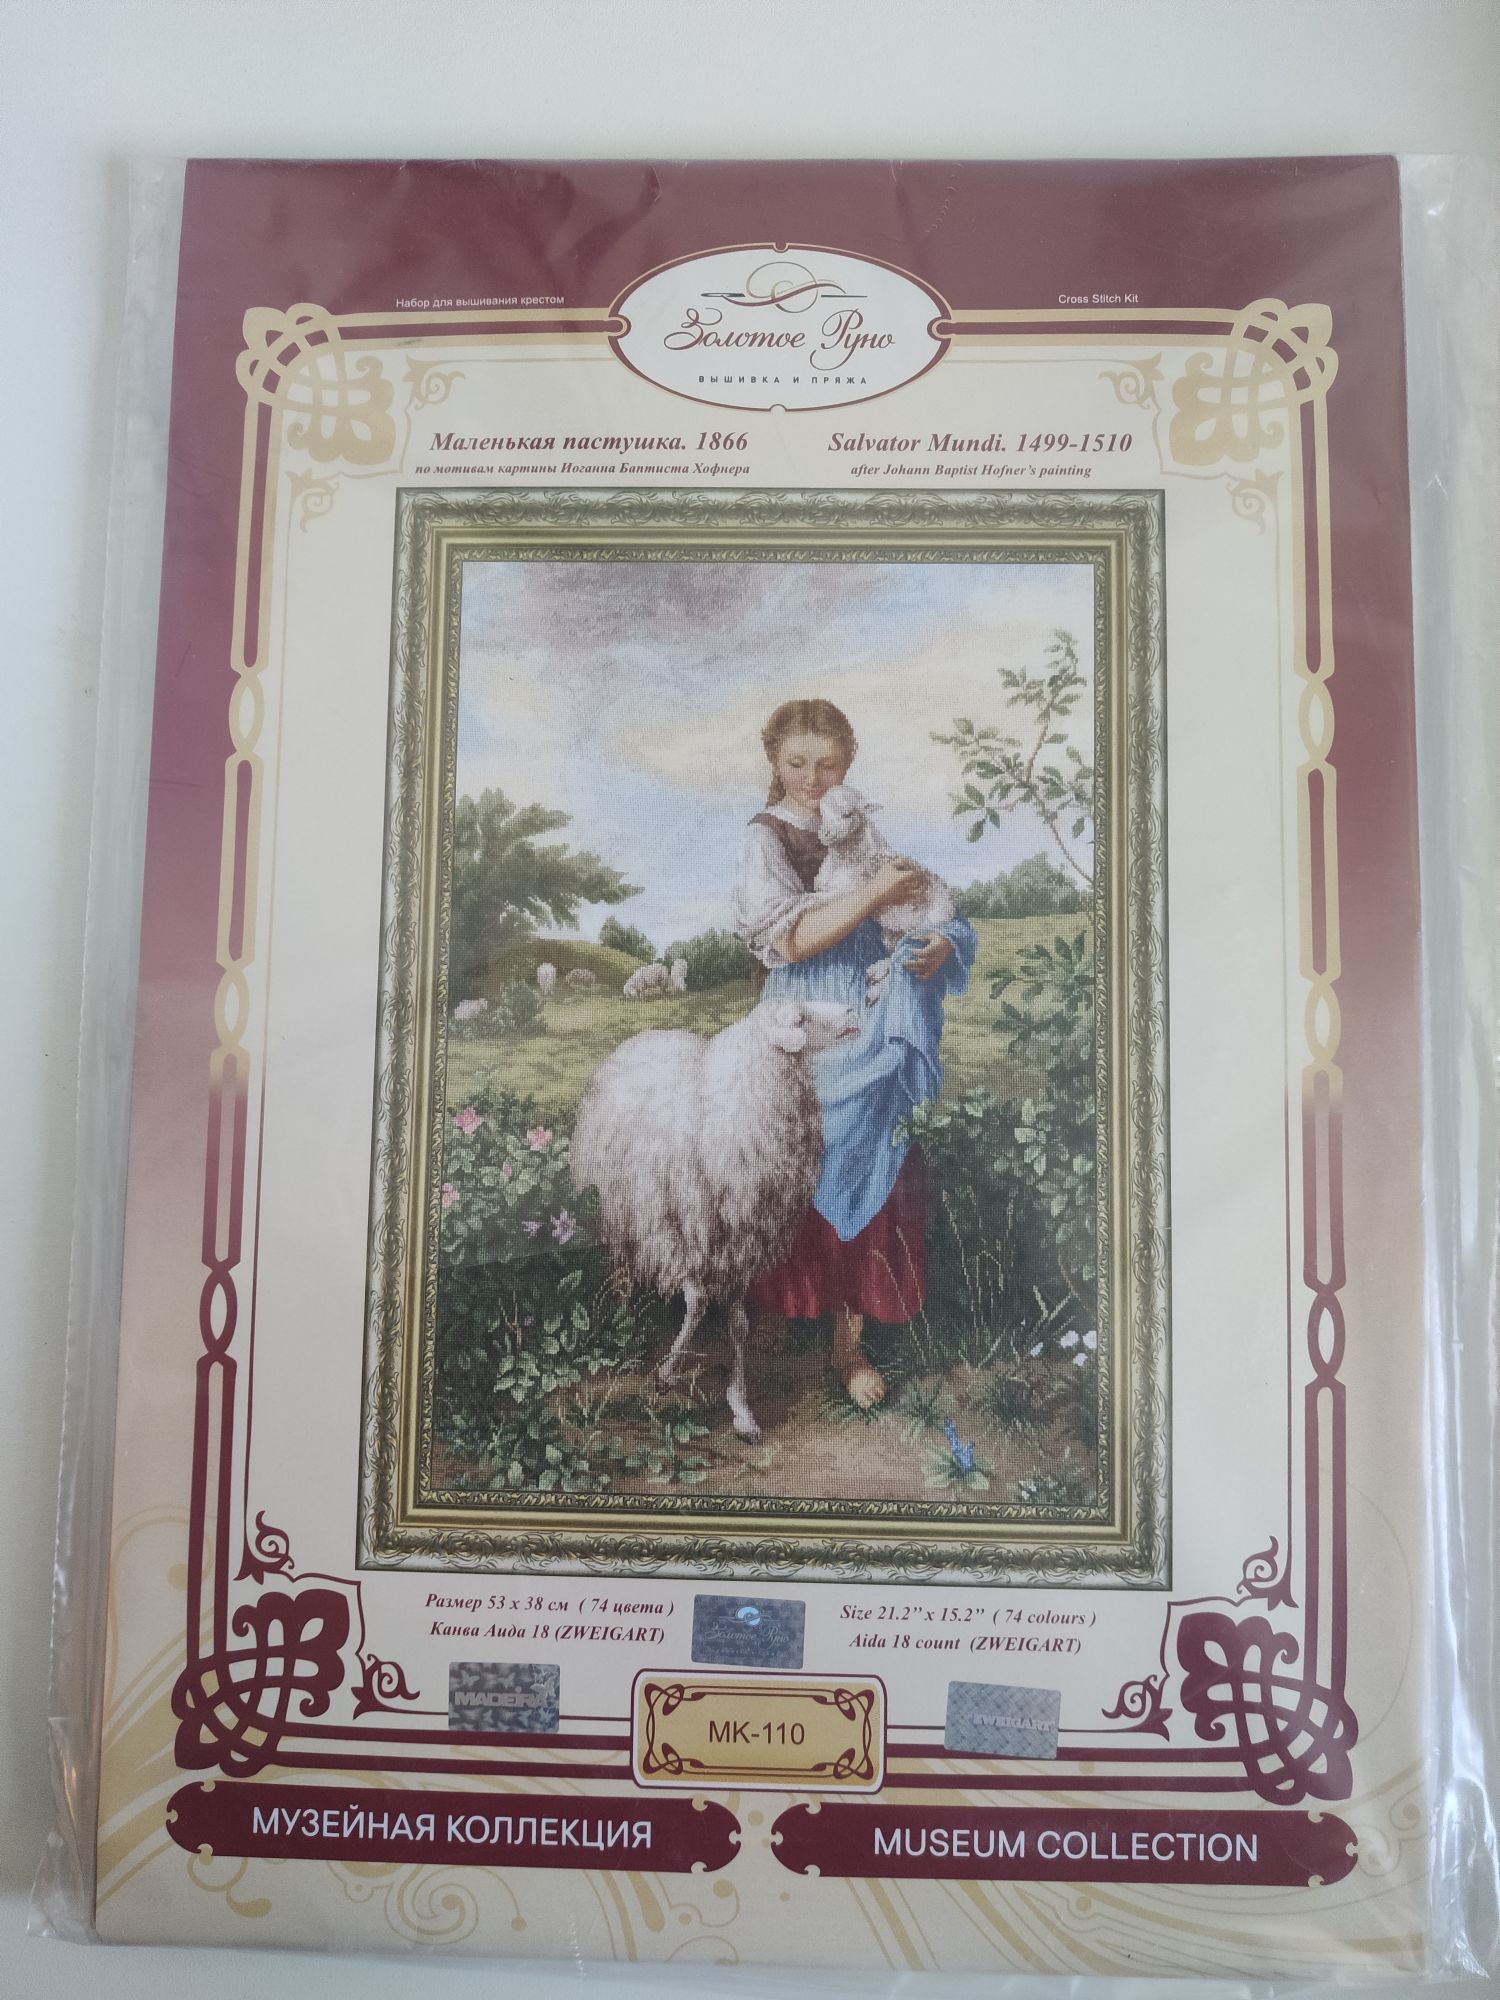 Набор для вышивания крестом
Cross Stitch Kit
Золотое Руно
ВЫШИВКА И ПРЯЖА
Маленькая пастушка. 1866
по мотивам картины Иоганна Баптиста Хофнера
Salvator Mundi. 1499-1510
after Johann Baptist Hofner's painting
Размер 53 х 38 см ( 74 цвета )
Канва Аида 18 (ZWEIGART)
Золотое Руно
Size 21.2” x 15.2” ( 74 colours )
Aida 18 count (ZWEIGART)
MADEIRA
МК-110
ZWEIGART
МУЗЕЙНАЯ КОЛЛЕКЦИЯ
MUSEUM COLLECTION